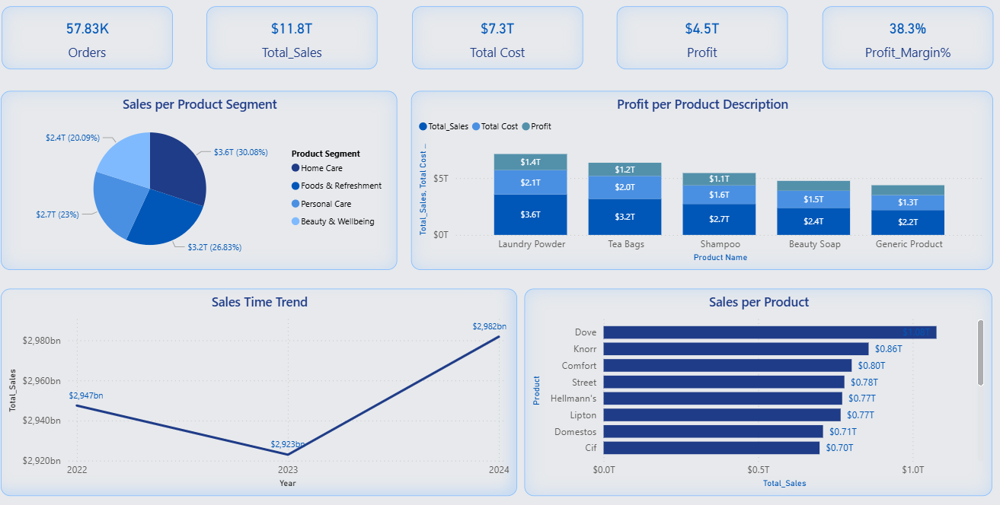 57.83K
Orders
$11.8T
Total_Sales
$7.3T
Total Cost
$4.5T
Profit
38.3%
Profit_Margin%
Sales per Product Segment
$2.4T (20.09%)
$3.6T (30.08%)
$2.7T (23%)
$3.2T (26.83%)
Product Segment
Home Care
Foods & Refreshment
Personal Care
Beauty & Wellbeing
Profit per Product Description
Total_Sales Total Cost Profit
Total_Sales, Total Cost ...
$5T
$0T
$1.4T
$2.1T
$3.6T
$1.2T
$2.0T
$3.2T
$1.1T
$1.6T
$2.7T
$1.5T
$2.4T
$1.3T
$2.2T
Laundry Powder Tea Bags Shampoo Beauty Soap Generic Product
Product Name
Sales Time Trend
Total_Sales
$2,980bn
$2,960bn
$2,940bn
$2,920bn
$2,947bn
$2,923bn
$2,982bn
2022 2023 2024
Year
Sales per Product
Product
Dove $1.08T
Knorr $0.86T
Comfort $0.80T
Street $0.78T
Hellmann's $0.77T
Lipton $0.77T
Domestos $0.71T
Cif $0.70T
$0.0T $0.5T $1.0T
Total_Sales